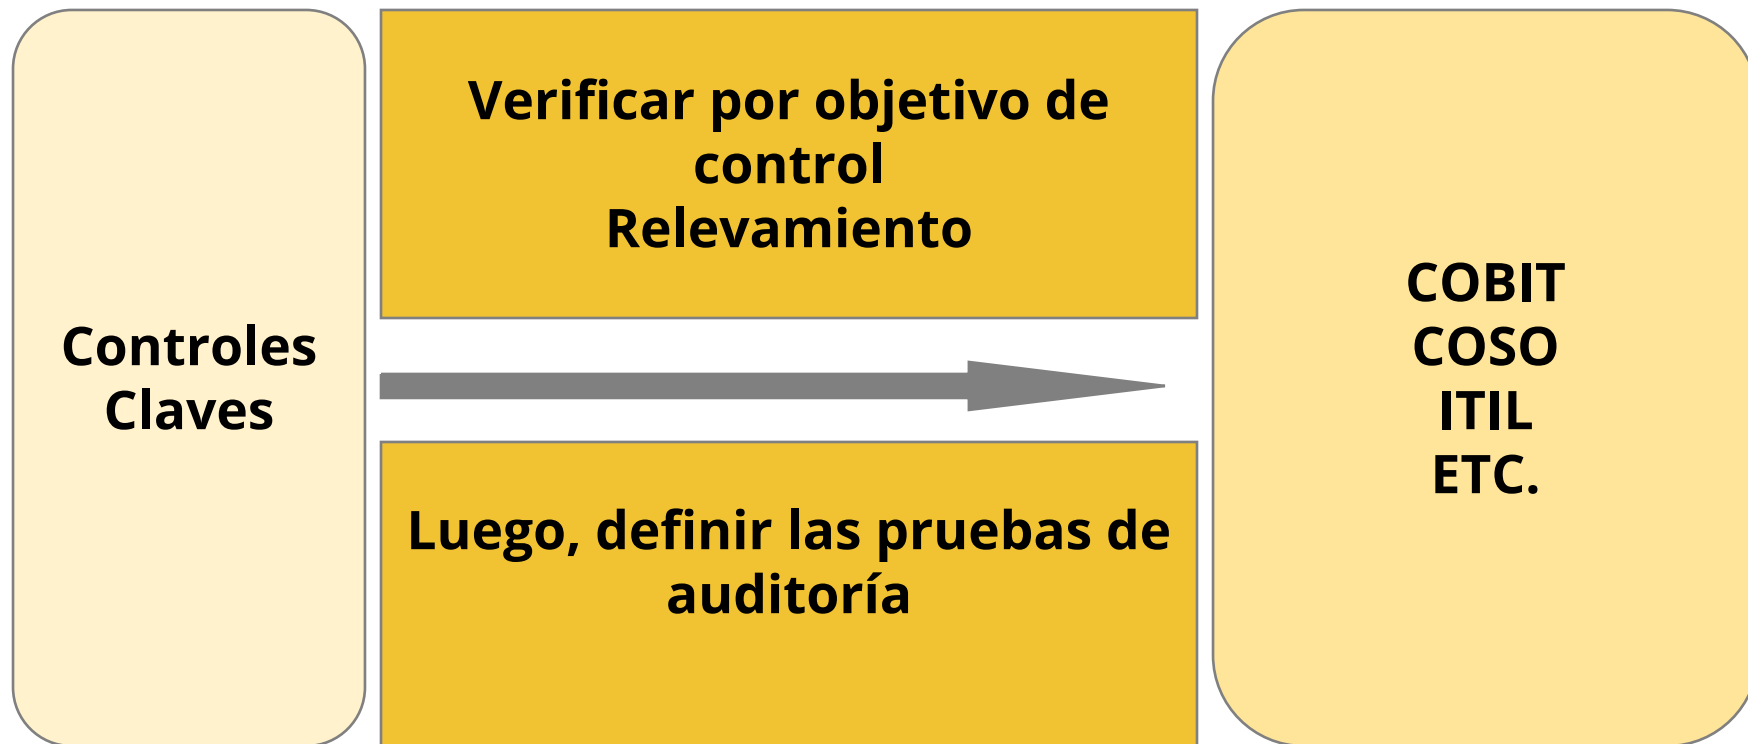 Controles
Claves
Verificar por objetivo de
control
Relevamiento
Luego, definir las pruebas de
auditoría
COBIT
COSO
ITIL
ETC.